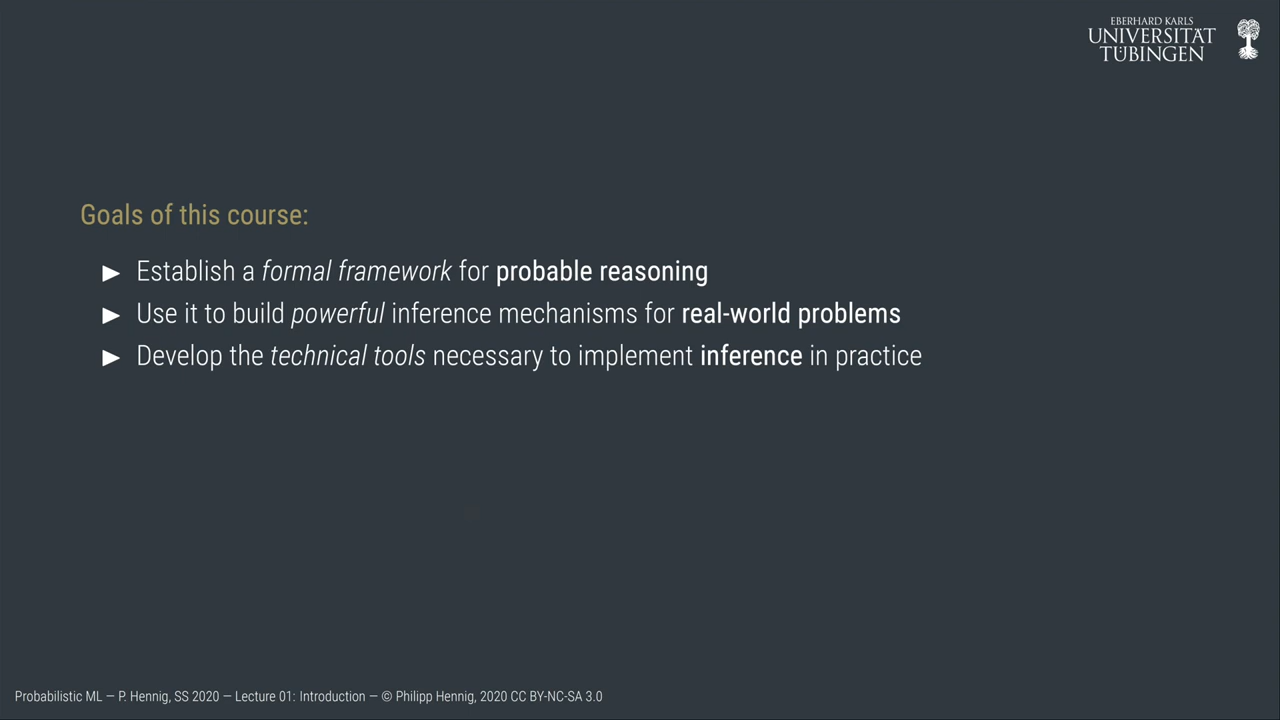 EBERHARD KARLS
UNIVERSITÄT
TÜBINGEN
Goals of this course:
▶ Establish a formal framework for probable reasoning
▶ Use it to build powerful inference mechanisms for real-world problems
▶ Develop the technical tools necessary to implement inference in practice
Probabilistic ML — P. Hennig, SS 2020 — Lecture 01: Introduction — © Philipp Hennig, 2020 CC BY-NC-SA 3.0